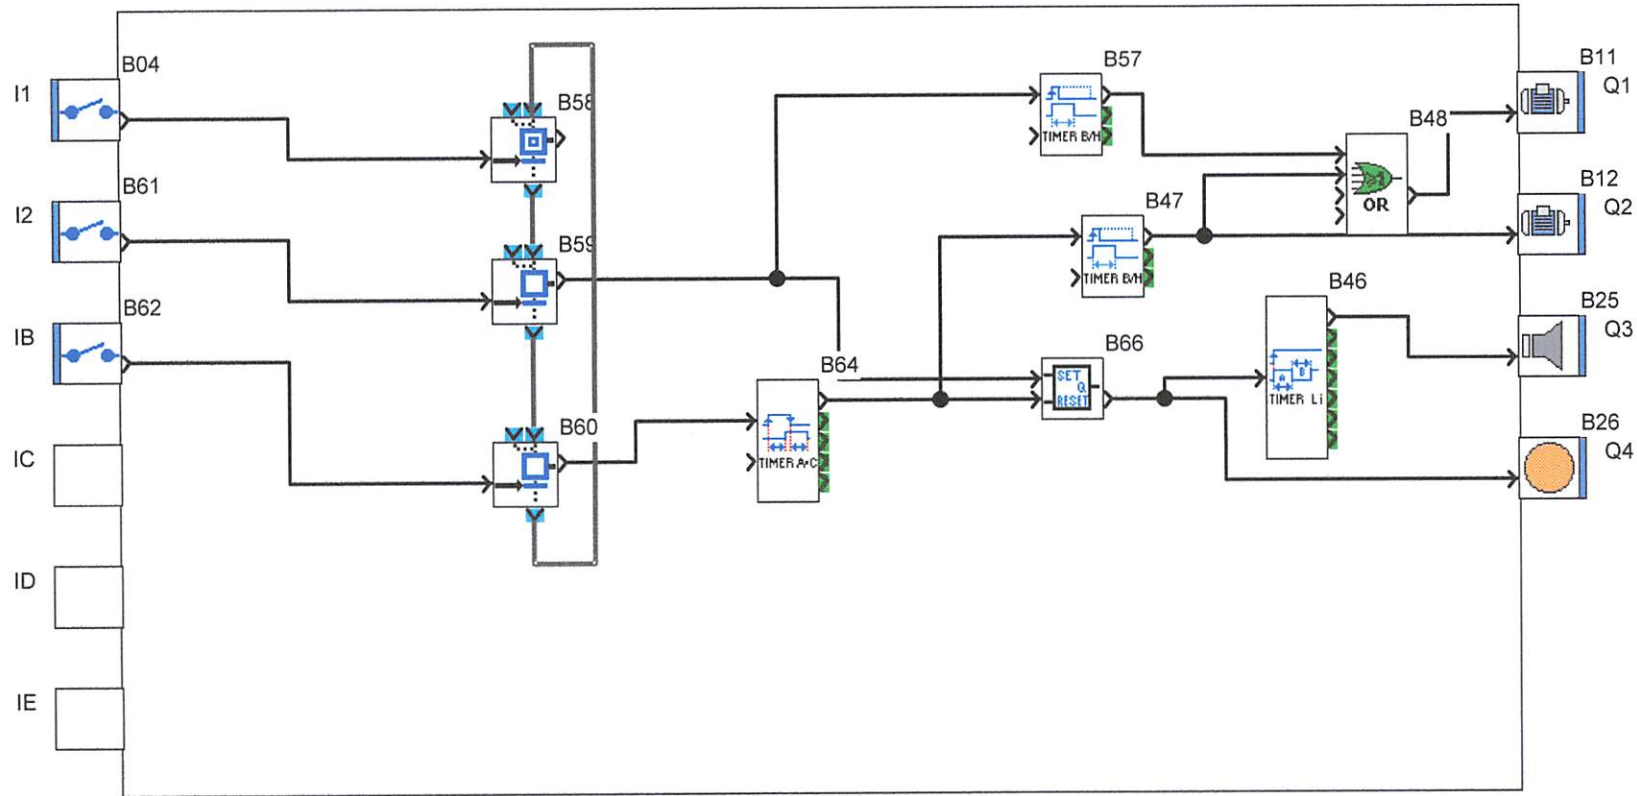 B04
I1
B61
I2
B62
IB
IC
ID
IE
B58
B59
B60
B57
TIMER B/H
B47
TIMER B/H
B64
TIMER A/C
B66
SET
Q
RESET
B46
TIMER Li
B48
OR
B11
Q1
B12
Q2
B25
Q3
B26
Q4